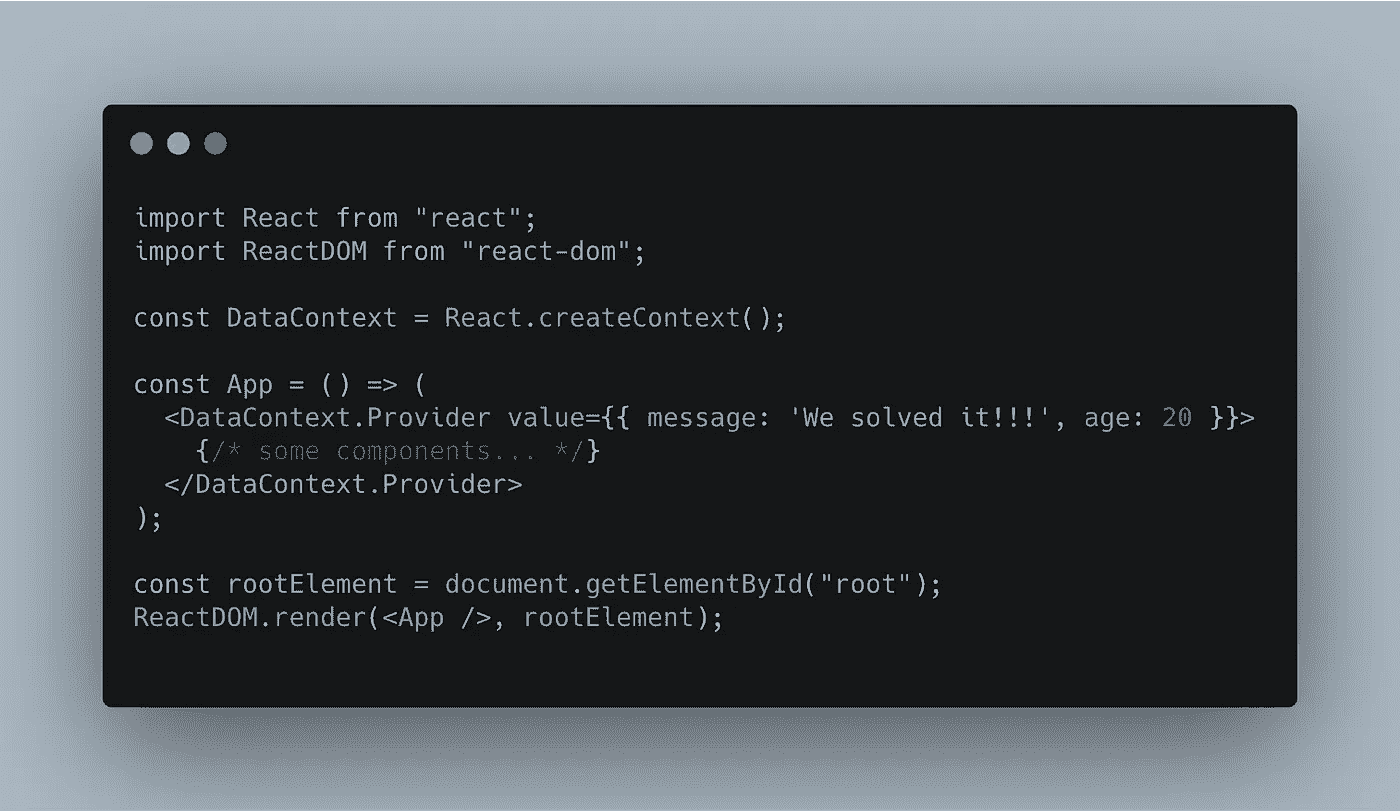 import React from "react";
import ReactDOM from "react-dom";
const DataContext = React.createContext();
const App = () => (
<DataContext.Provider value={{ message: 'We solved it!!!', age: 20 }}>
{/* some components... */}
</DataContext.Provider>
);
const rootElement = document.getElementById("root");
ReactDOM.render(<App />, rootElement);